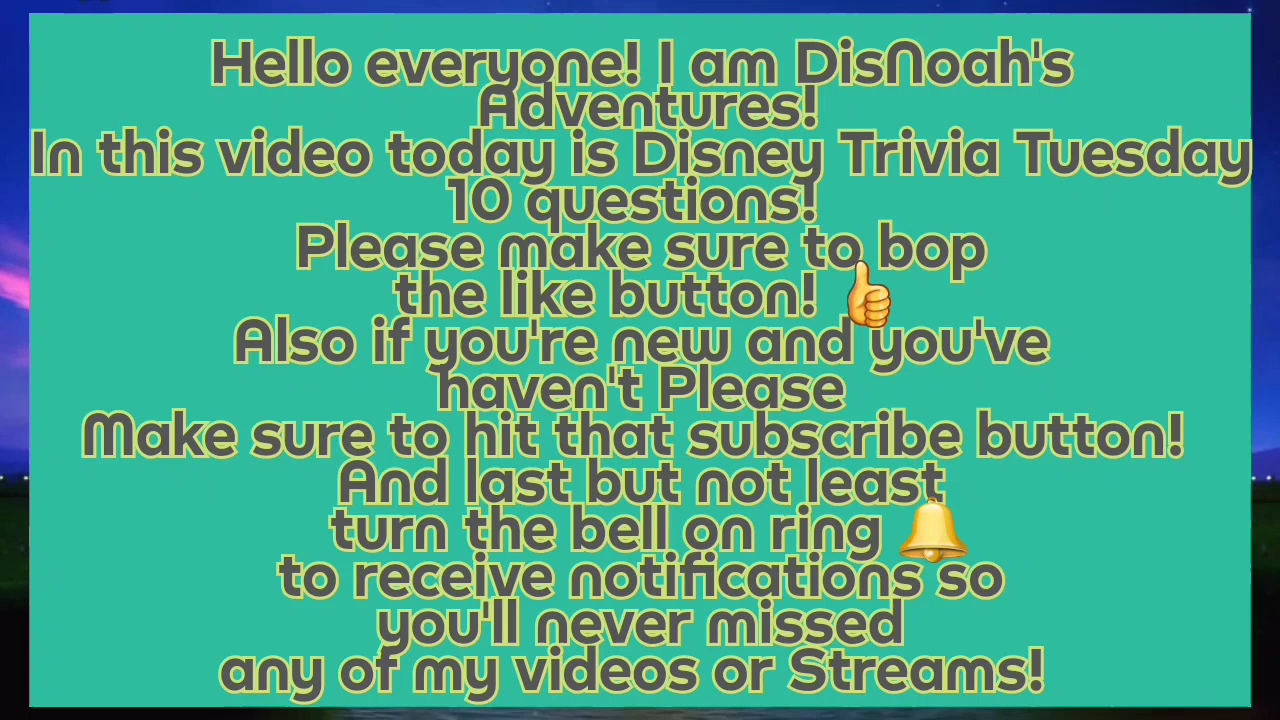 Hello everyone! I am DisNoah's
Adventures!
In this video today is Disney Trivia Tuesday
10 questions!
Please make sure to bop
the like button! 👍
Also if you're new and you've
haven't Please
Make sure to hit that subscribe button!
And last but not least
turn the bell on ring 🔔
to receive notifications so
you'll never missed
any of my videos or Streams!